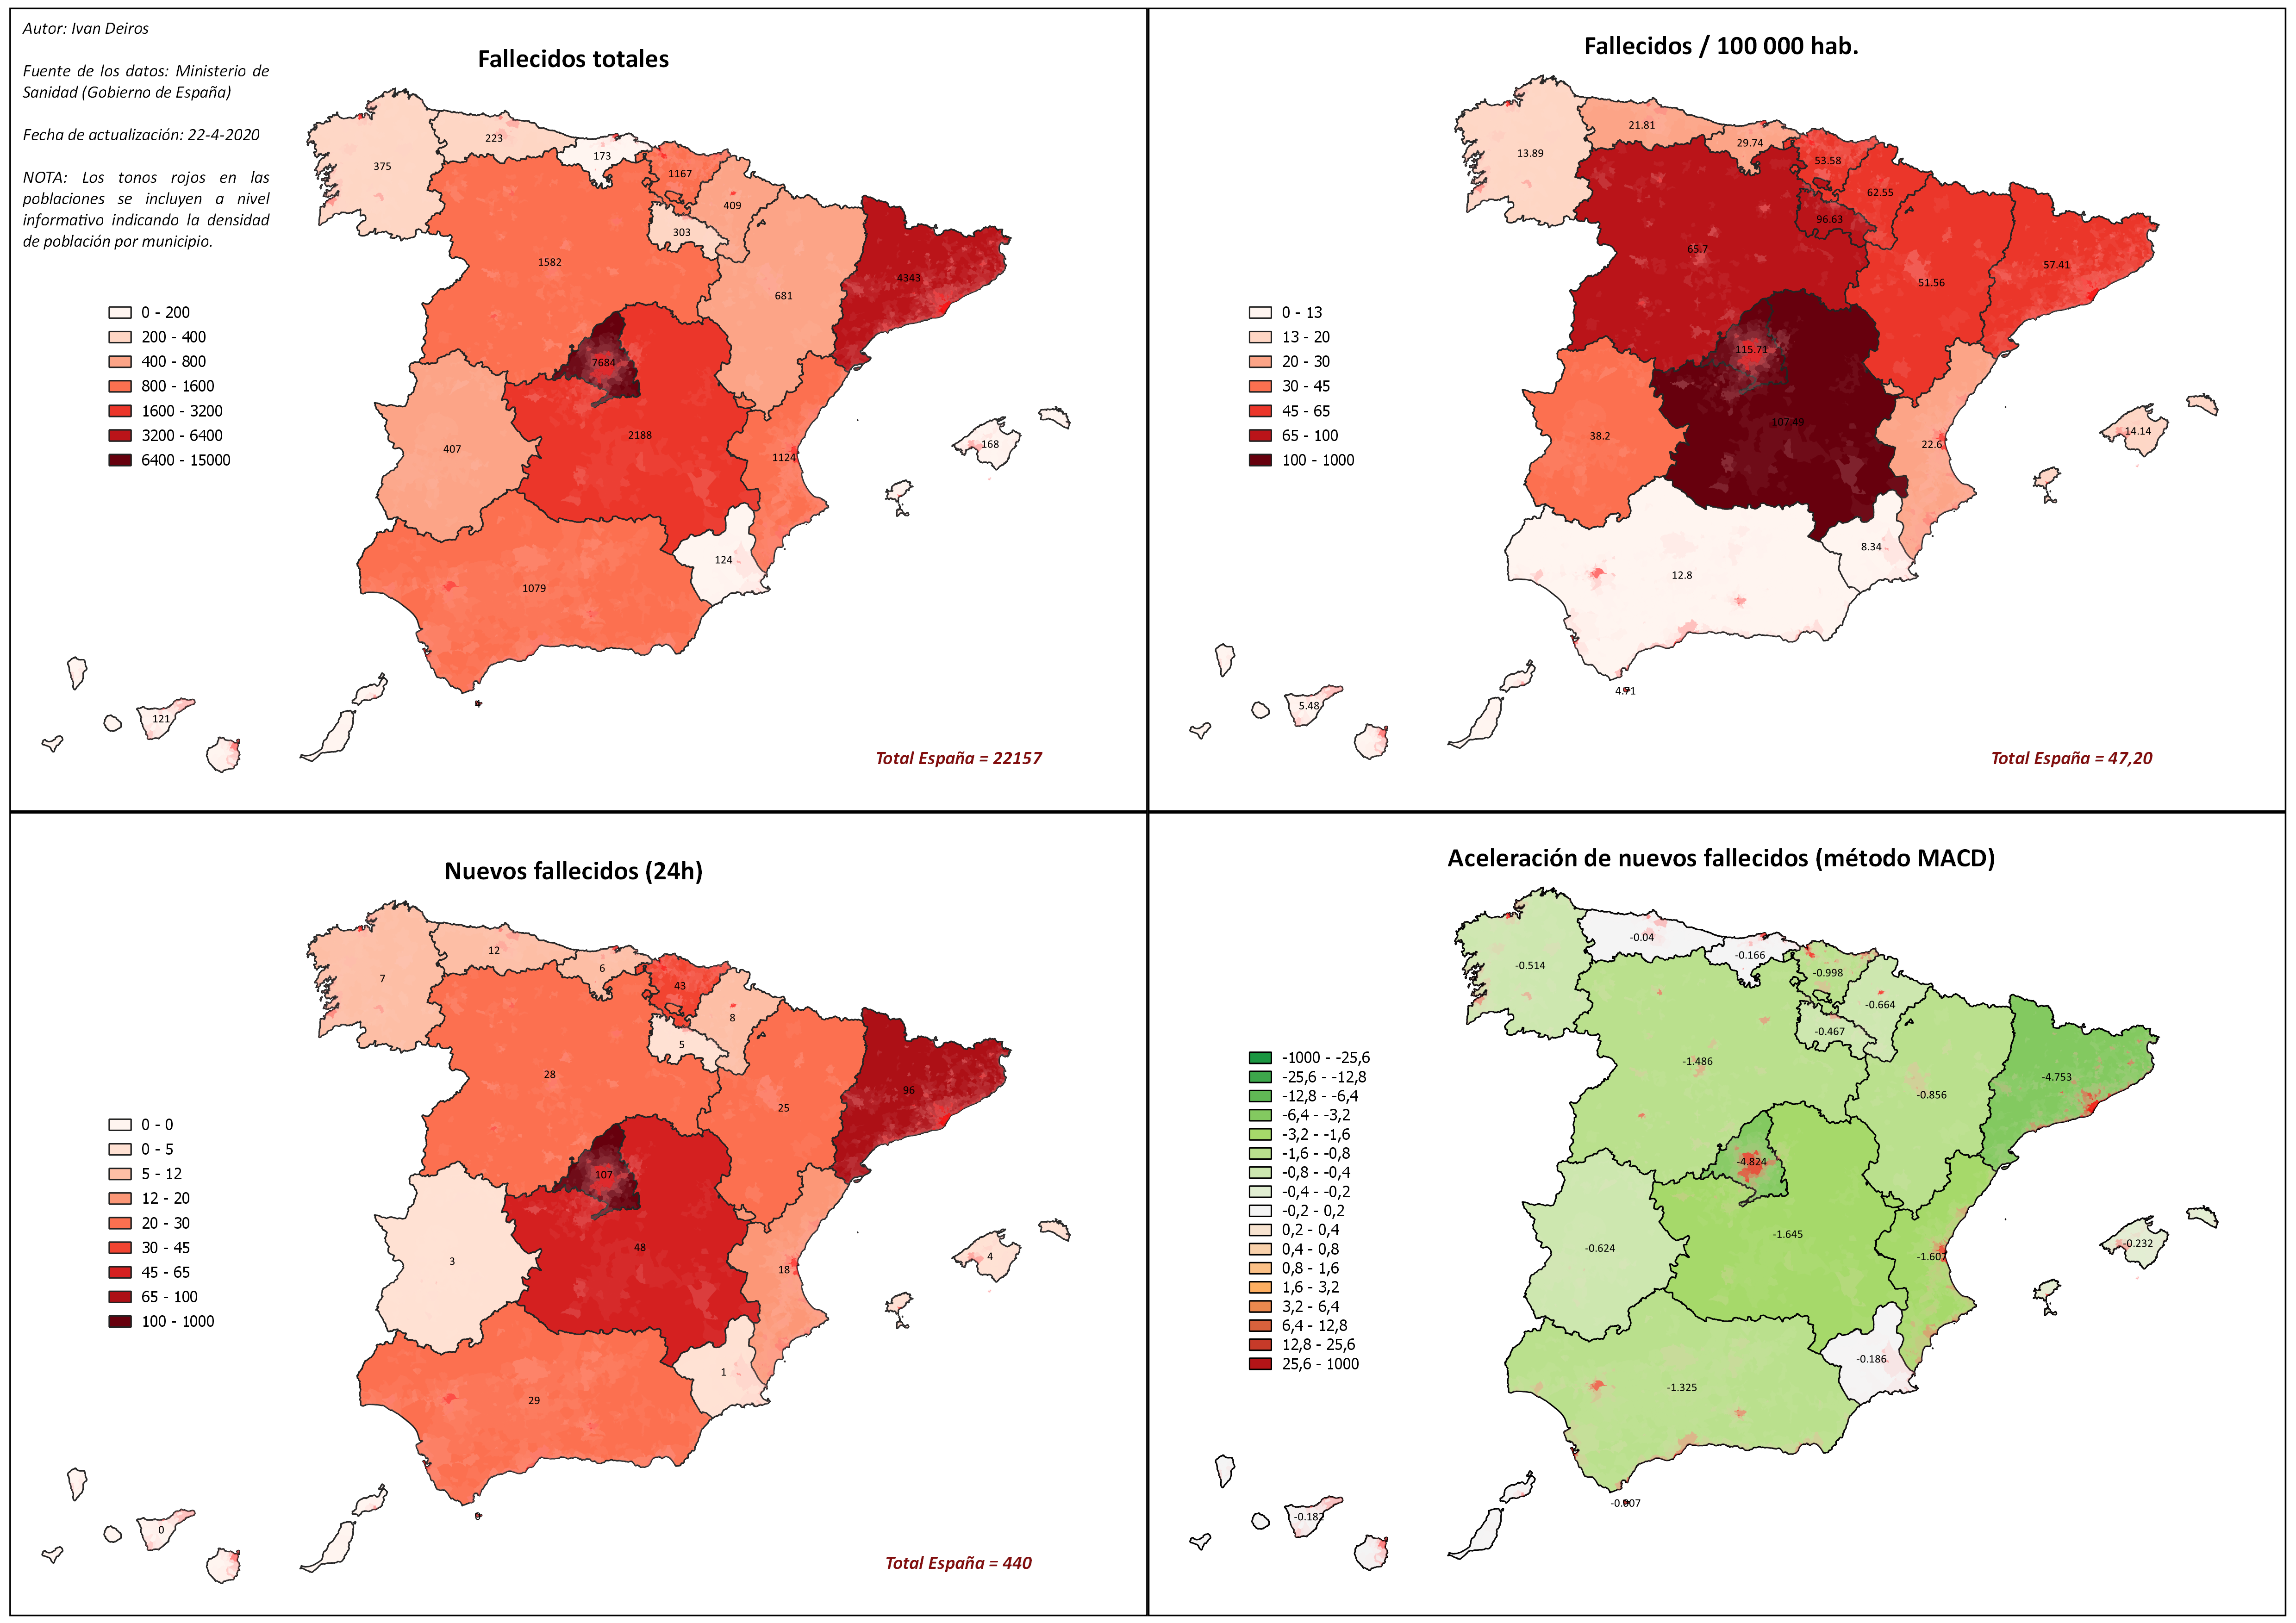 Autor: Ivan Deiros
Fuente de los datos: Ministerio de
Sanidad (Gobierno de España)
Fecha de actualización: 22-4-2020
NOTA: Los tonos rojos en las
poblaciones se incluyen a nivel
informativo indicando la densidad
de población por municipio.
Fallecidos totales
0 - 200
200 - 400
400 - 800
800 - 1600
1600 - 3200
3200 - 6400
6400 - 15000
375
223
173
1167
409
303
1582
681
4343
7684
2188
407
1124
168
124
1079
121
Total España = 22157
Fallecidos / 100 000 hab.
0 - 13
13 - 20
20 - 30
30 - 45
45 - 65
65 - 100
100 - 1000
13.89
21.81
29.74
53.58
62.55
96.63
65.7
51.56
57.41
115.71
107.49
38.2
22.6
14.14
8.34
12.8
4.71
5.48
Total España = 47,20
Nuevos fallecidos (24h)
0 - 0
0 - 5
5 - 12
12 - 20
20 - 30
30 - 45
45 - 65
65 - 100
100 - 1000
7
12
6
43
8
5
28
25
96
107
48
3
18
4
1
29
0
0
Total España = 440
Aceleración de nuevos fallecidos (método MACD)
-1000 - -25,6
-25,6 - -12,8
-12,8 - -6,4
-6,4 - -3,2
-3,2 - -1,6
-1,6 - -0,8
-0,8 - -0,4
-0,4 - -0,2
-0,2 - 0,2
0,2 - 0,4
0,4 - 0,8
0,8 - 1,6
1,6 - 3,2
3,2 - 6,4
6,4 - 12,8
12,8 - 25,6
25,6 - 1000
-0.514
-0.04
-0.166
-0.998
-0.664
-0.467
-1.486
-0.856
-4.753
-4.824
-1.645
-0.624
-1.607
-0.232
-0.186
-1.325
-0.007
-0.182